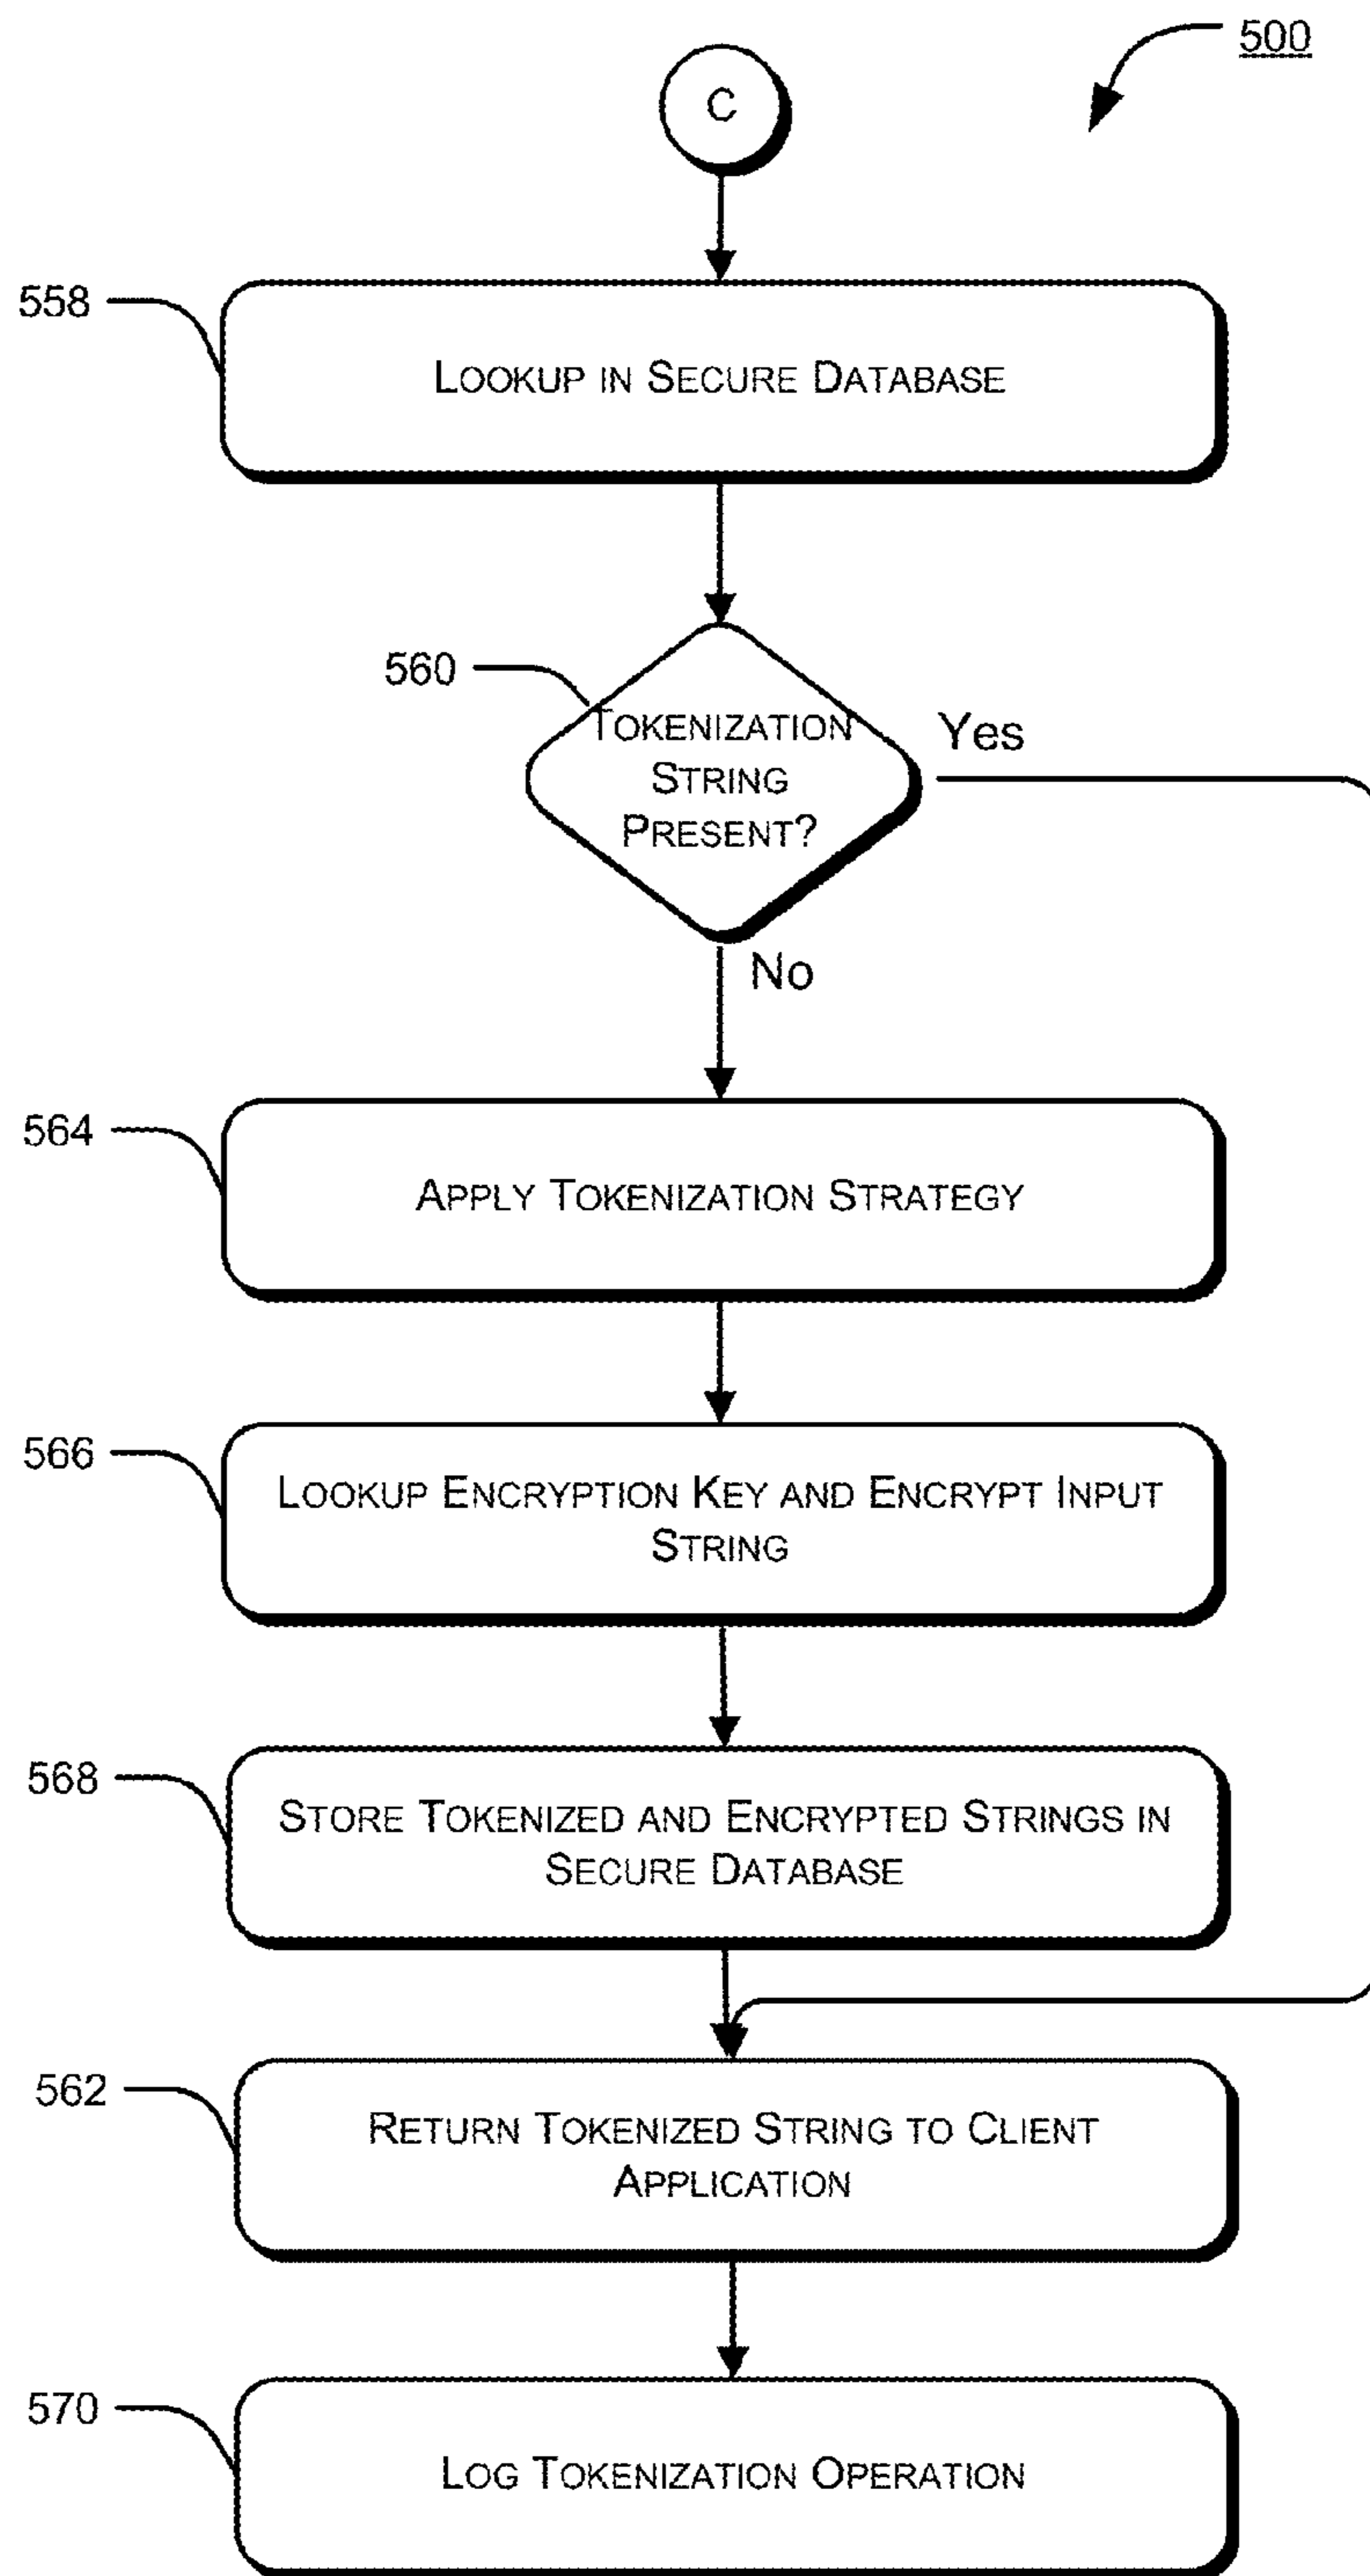 500
C
558
LOOKUP IN SECURE DATABASE
560
TOKENIZATION
STRING
PRESENT?
Yes
No
564
APPLY TOKENIZATION STRATEGY
566
LOOKUP ENCRYPTION KEY AND ENCRYPT INPUT
STRING
568
STORE TOKENIZED AND ENCRYPTED STRINGS IN
SECURE DATABASE
562
RETURN TOKENIZED STRING TO CLIENT
APPLICATION
570
LOG TOKENIZATION OPERATION